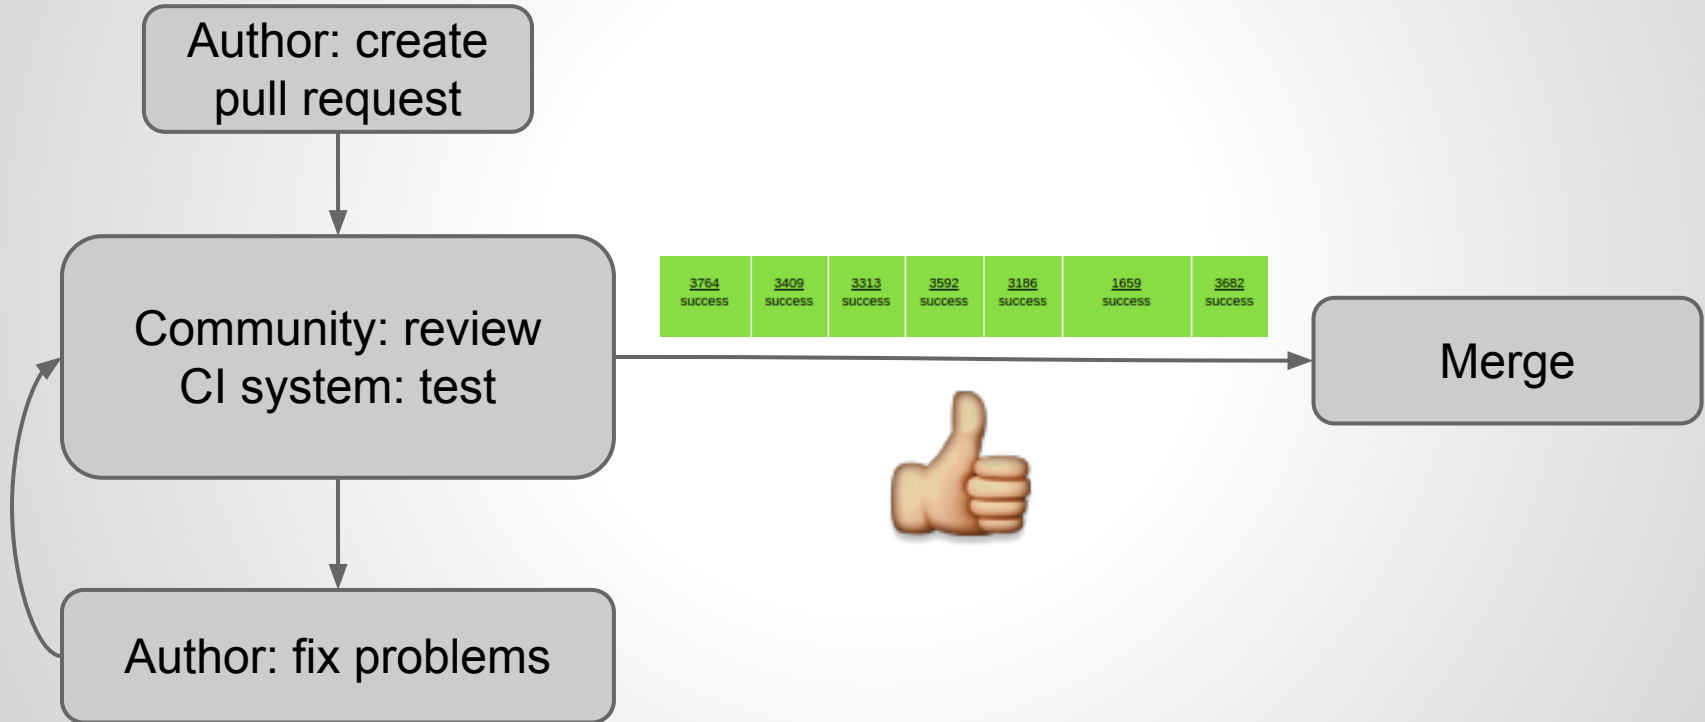 Author: create
pull request
3764 3409 3313 3592 3186 1659 3682
success success success success success success success
Community: review
CI system: test
Merge
Author: fix problems